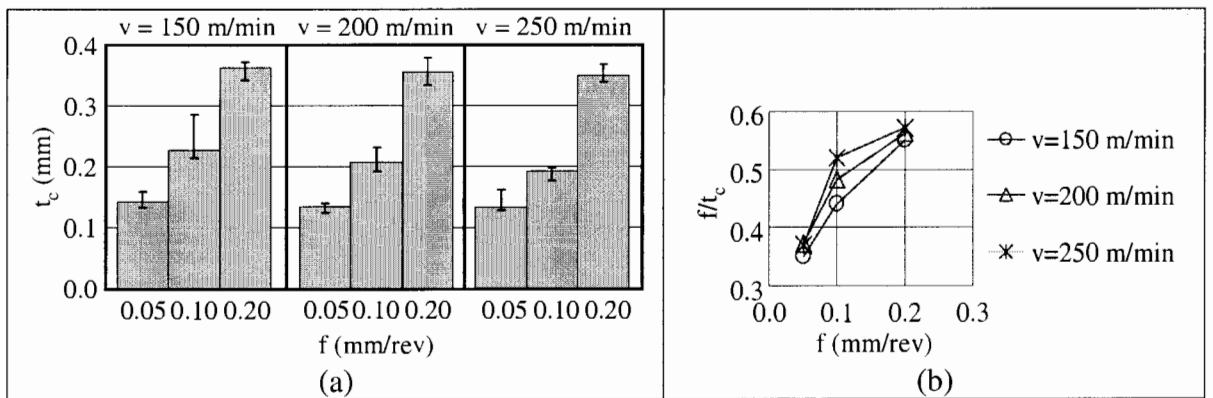 v = 150 m/min v = 200 m/min v = 250 m/min
0.4
0.3
0.2
0.1
0.0
t_c (mm)
0.05 0.10 0.20 0.05 0.10 0.20 0.05 0.10 0.20
f (mm/rev)
(a)
0.6
0.5
0.4
0.3
f/t_c
0.0 0.1 0.2 0.3
f (mm/rev)
v=150 m/min
v=200 m/min
v=250 m/min
(b)